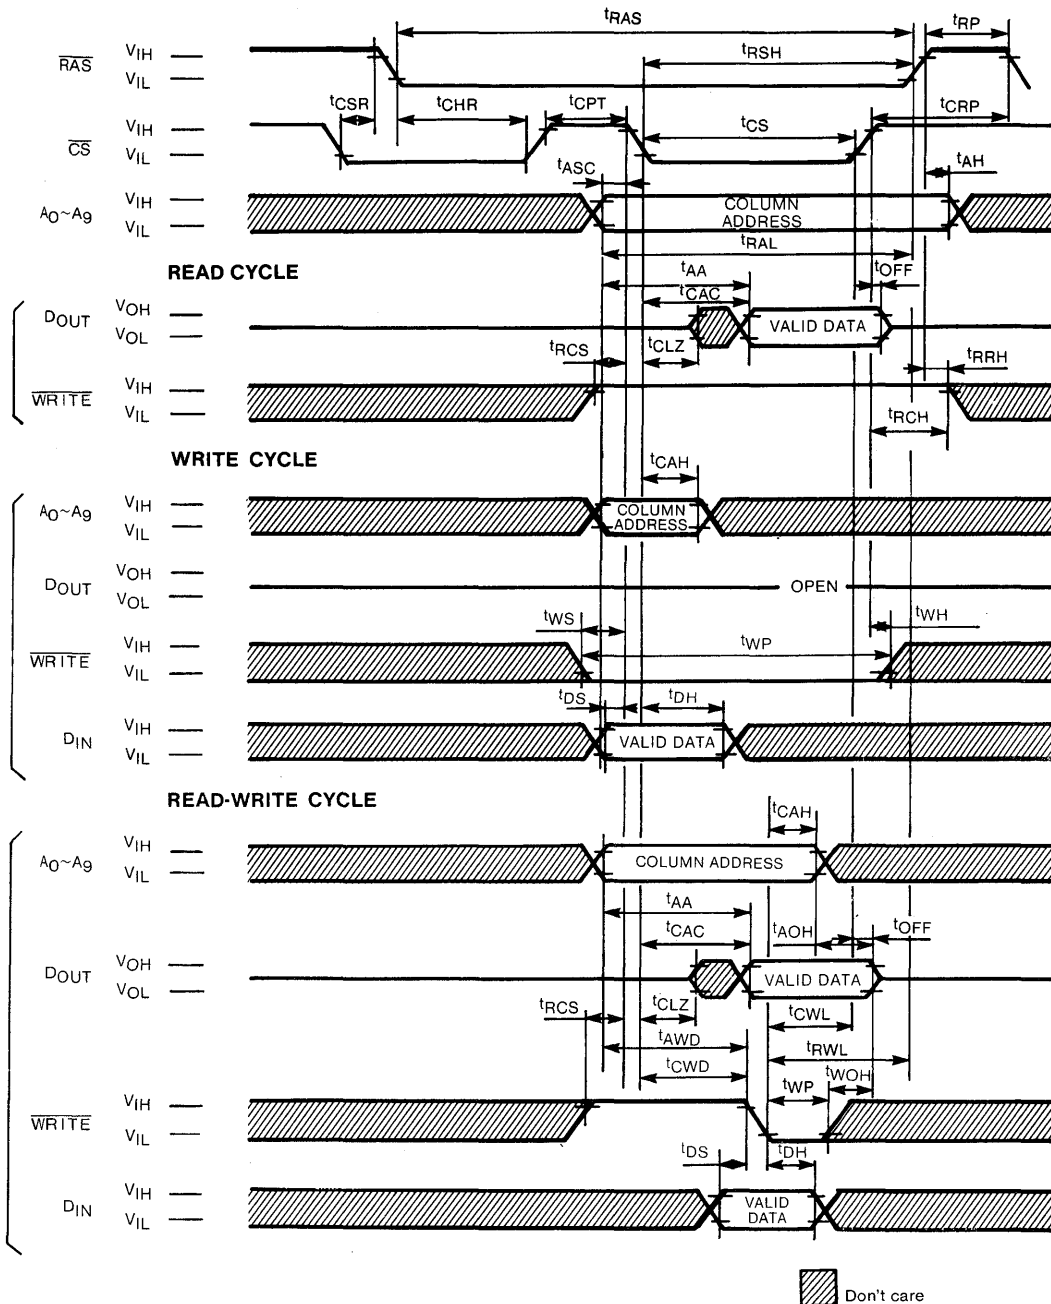 tRAS
tRP
RAS
VIH
VIL
tRSH
tCSR
tCHR
tCPT
tCRP
CS
VIH
VIL
tCS
tASC
tAH
A0~A9
VIH
VIL
COLUMN
ADDRESS
tRAL
READ CYCLE
tAA
tOFF
tCAC
DOUT
VOH
VOL
VALID DATA
tRCS
tCLZ
tRRH
WRITE
VIH
VIL
tRCH
WRITE CYCLE
tCAH
A0~A9
VIH
VIL
COLUMN
ADDRESS
DOUT
VOH
VOL
OPEN
tWS
tWH
WRITE
VIH
VIL
tWP
tDS
tDH
DIN
VIH
VIL
VALID DATA
READ-WRITE CYCLE
tCAH
A0~A9
VIH
VIL
COLUMN ADDRESS
tAA
tCAC
tAOH
tOFF
DOUT
VOH
VOL
VALID DATA
tRCS
tCLZ
tCWL
tAWD
tRWL
tCWD
tWP
tWOH
WRITE
VIH
VIL
tDS
tDH
DIN
VIH
VIL
VALID
DATA
Don't care